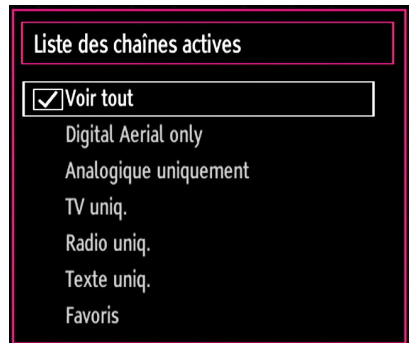 Liste des chaînes actives
Voir tout
Digital Aerial only
Analogique uniquement
TV uniq.
Radio uniq.
Texte uniq.
Favoris